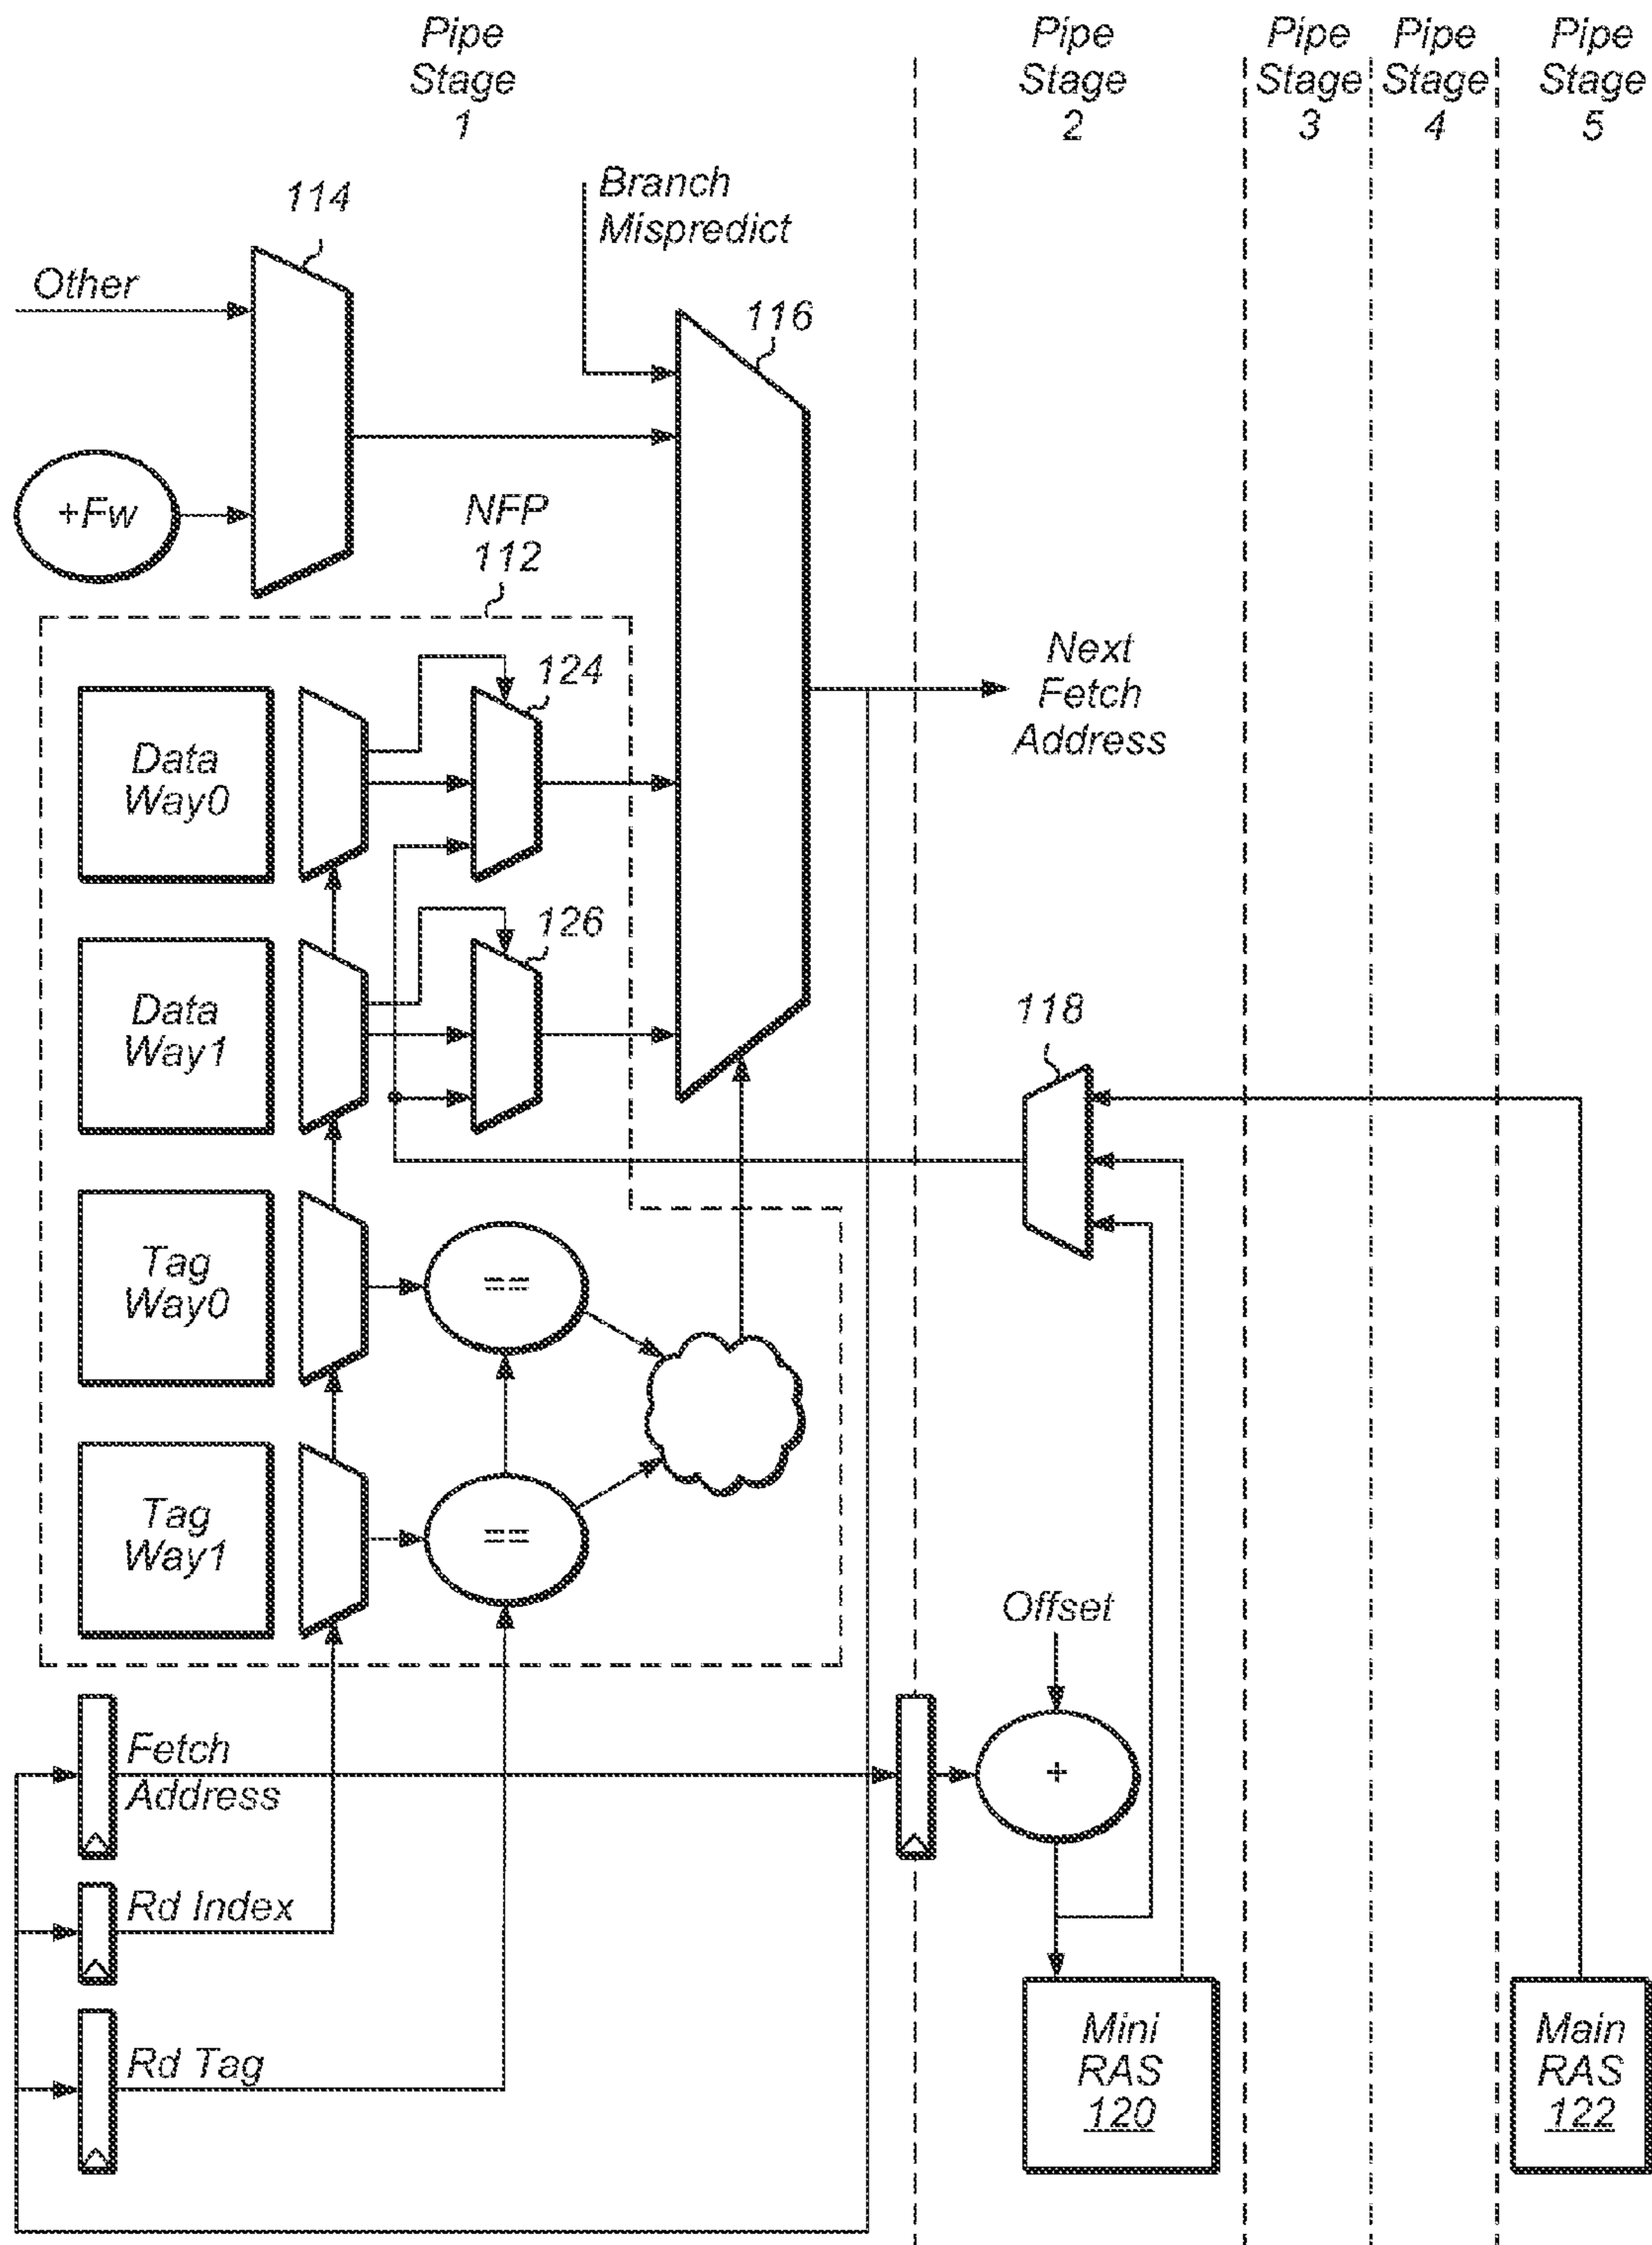 Pipe
Stage
1
Pipe
Stage
2
Pipe
Stage
3
Pipe
Stage
4
Pipe
Stage
5
114
Branch
Mispredict
Other
116
+Fw
NFP
112
124
Next
Fetch
Address
Data
Way0
126
Data
Way1
118
Tag
Way0
==
Tag
Way1
==
Offset
Fetch
Address
+
Rd Index
Rd Tag
Mini
RAS
120
Main
RAS
122